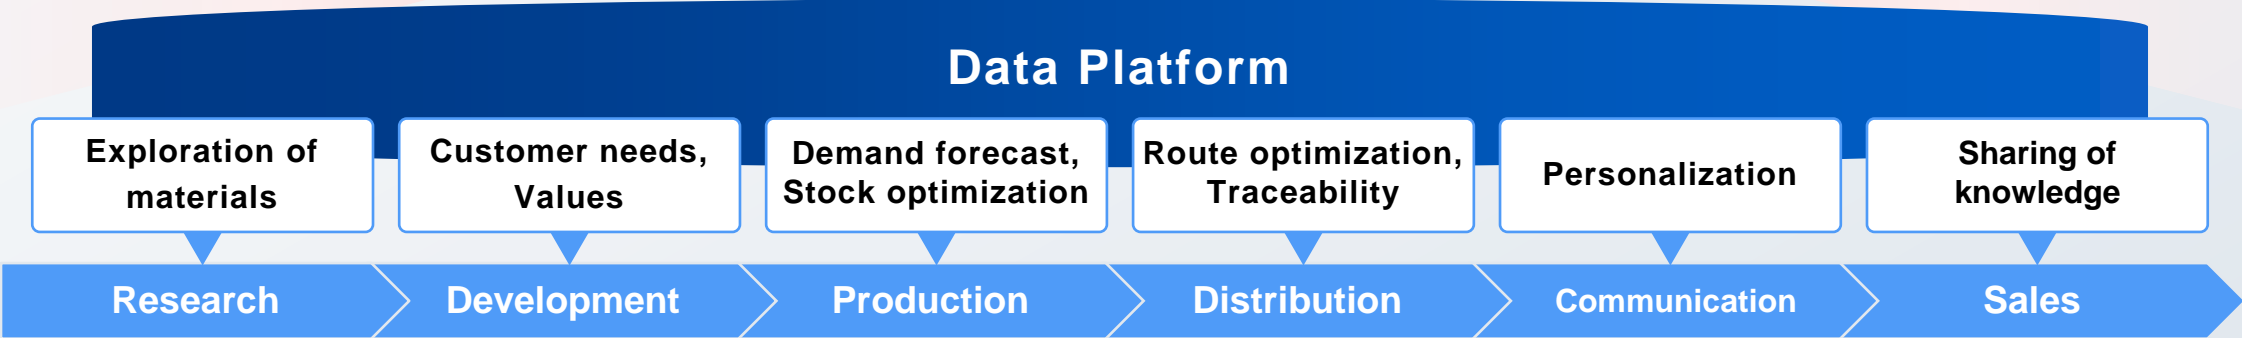 Data Platform
Exploration of
materials
Customer needs,
Values
Demand forecast,
Stock optimization
Route optimization,
Traceability
Personalization
Sharing of
knowledge
Research
Development
Production
Distribution
Communication
Sales